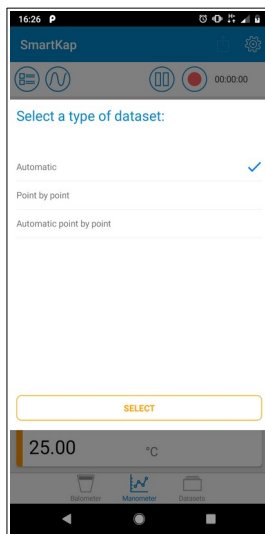 16:26
SmartKap
00:00:00
Select a type of dataset:
Automatic
Point by point
Automatic point by point
SELECT
25.00 °C
Balometer Manometer Datasets